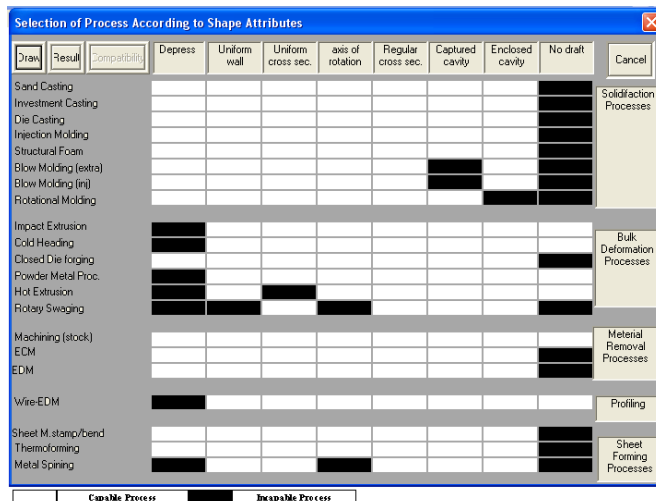 Selection of Process According to Shape Attributes
Draw Result Compatibility Depress Uniform wall Uniform cross sec. axis of rotation Regular cross sec. Captured cavity Enclosed cavity No draft Cancel
Sand Casting
Investment Casting
Die Casting
Injection Molding
Structural Foam
Blow Molding (extra)
Blow Molding (inj)
Rotational Molding
Solidifaction
Processes
Impact Extrusion
Cold Heading
Closed Die forging
Powder Metal Proc.
Hot Extrusion
Rotary Swaging
Bulk
Deformation
Processes
Machining (stock)
ECM
EDM
Meterial
Removal
Processes
Wire-EDM
Profiling
Sheet M.stamp/bend
Thermoforming
Metal Spining
Sheet
Forming
Processes
Capable Process Incapable Process